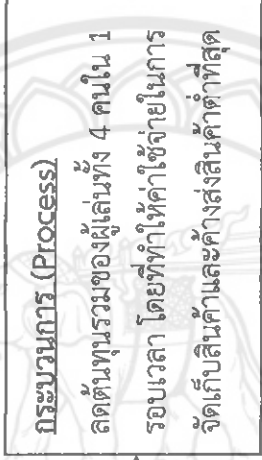 กระบวนการ (Process)
ลดต้นทุนรวมของผู้เล่นทั้ง 4 คนใน 1
รอบเวลา โดยที่ทำให้ค่าใช้จ่ายในการ
จัดเก็บสินค้าและค้างส่งสินค้าต่ำที่สุด